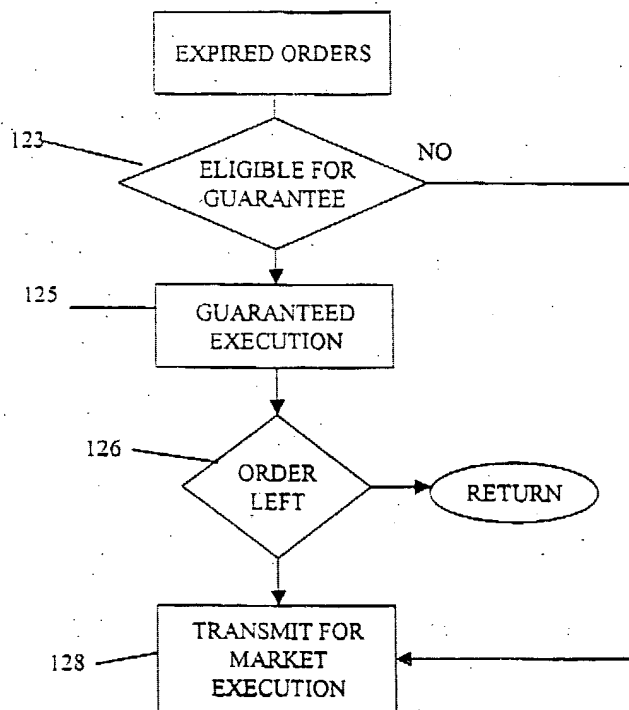 EXPIRED ORDERS
123
ELIGIBLE FOR
GUARANTEE
NO
125
GUARANTEED
EXECUTION
126
ORDER
LEFT
RETURN
128
TRANSMIT FOR
MARKET
EXECUTION